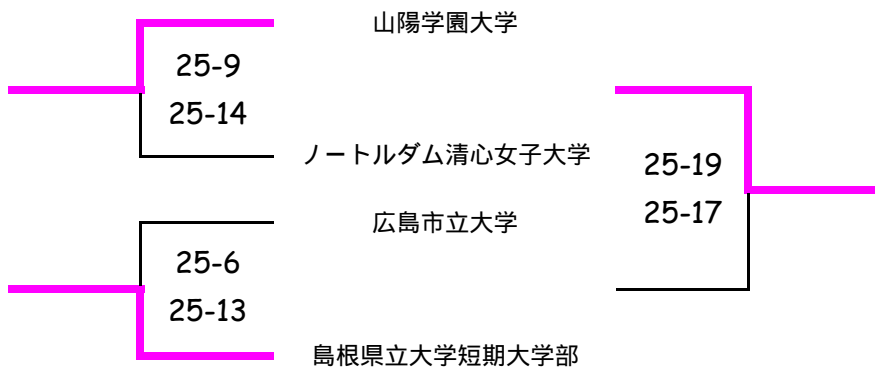 山陽学園大学
25-9
25-14
ノートルダム清心女子大学
25-19
25-17
広島市立大学
25-6
25-13
島根県立大学短期大学部